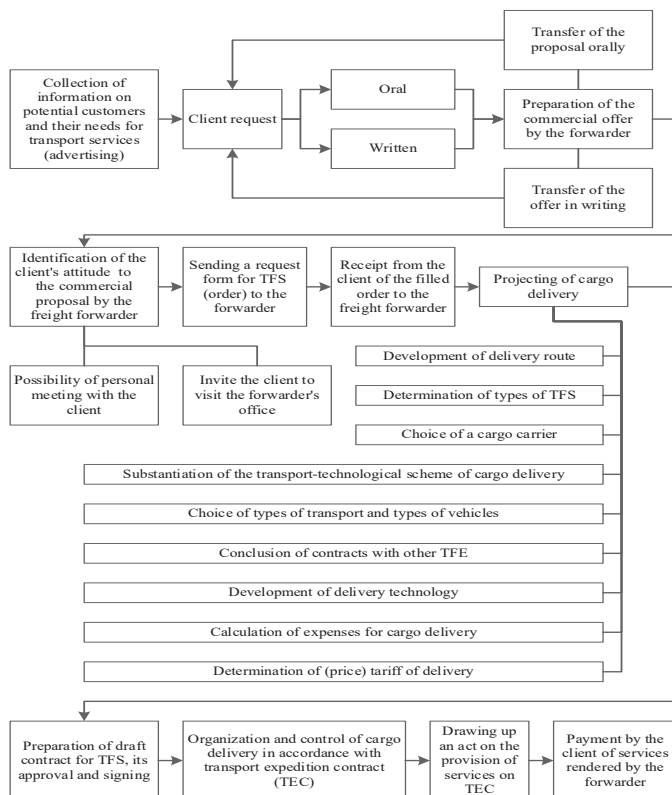 Transfer of the
proposal orally
Collection of
information on
potential customers
and their needs for
transport services
(advertising)
Client request
Oral
Written
Preparation of the
commercial offer
by the forwarder
Transfer of the
offer in writing
Identification of the
client's attitude to
the commercial
proposal by the
freight forwarder
Sending a request
form for TFS
(order) to the
forwarder
Receipt from the
client of the filled
order to the
freight forwarder
Projecting of cargo
delivery
Possibility of personal
meeting with the
client
Invite the client to
visit the forwarder's
office
Development of delivery route
Determination of types of TFS
Choice of a cargo carrier
Substantiation of the transport-technological scheme of cargo delivery
Choice of types of transport and types of vehicles
Conclusion of contracts with other TFE
Development of delivery technology
Calculation of expenses for cargo delivery
Determination of (price) tariff of delivery
Preparation of draft
contract for TFS, its
approval and signing
Organization and control of cargo
delivery in accordance with
transport expedition contract
(TEC)
Drawing up
an act on the
provision of
services on
TEC
Payment by the
client of services
rendered by the
forwarder